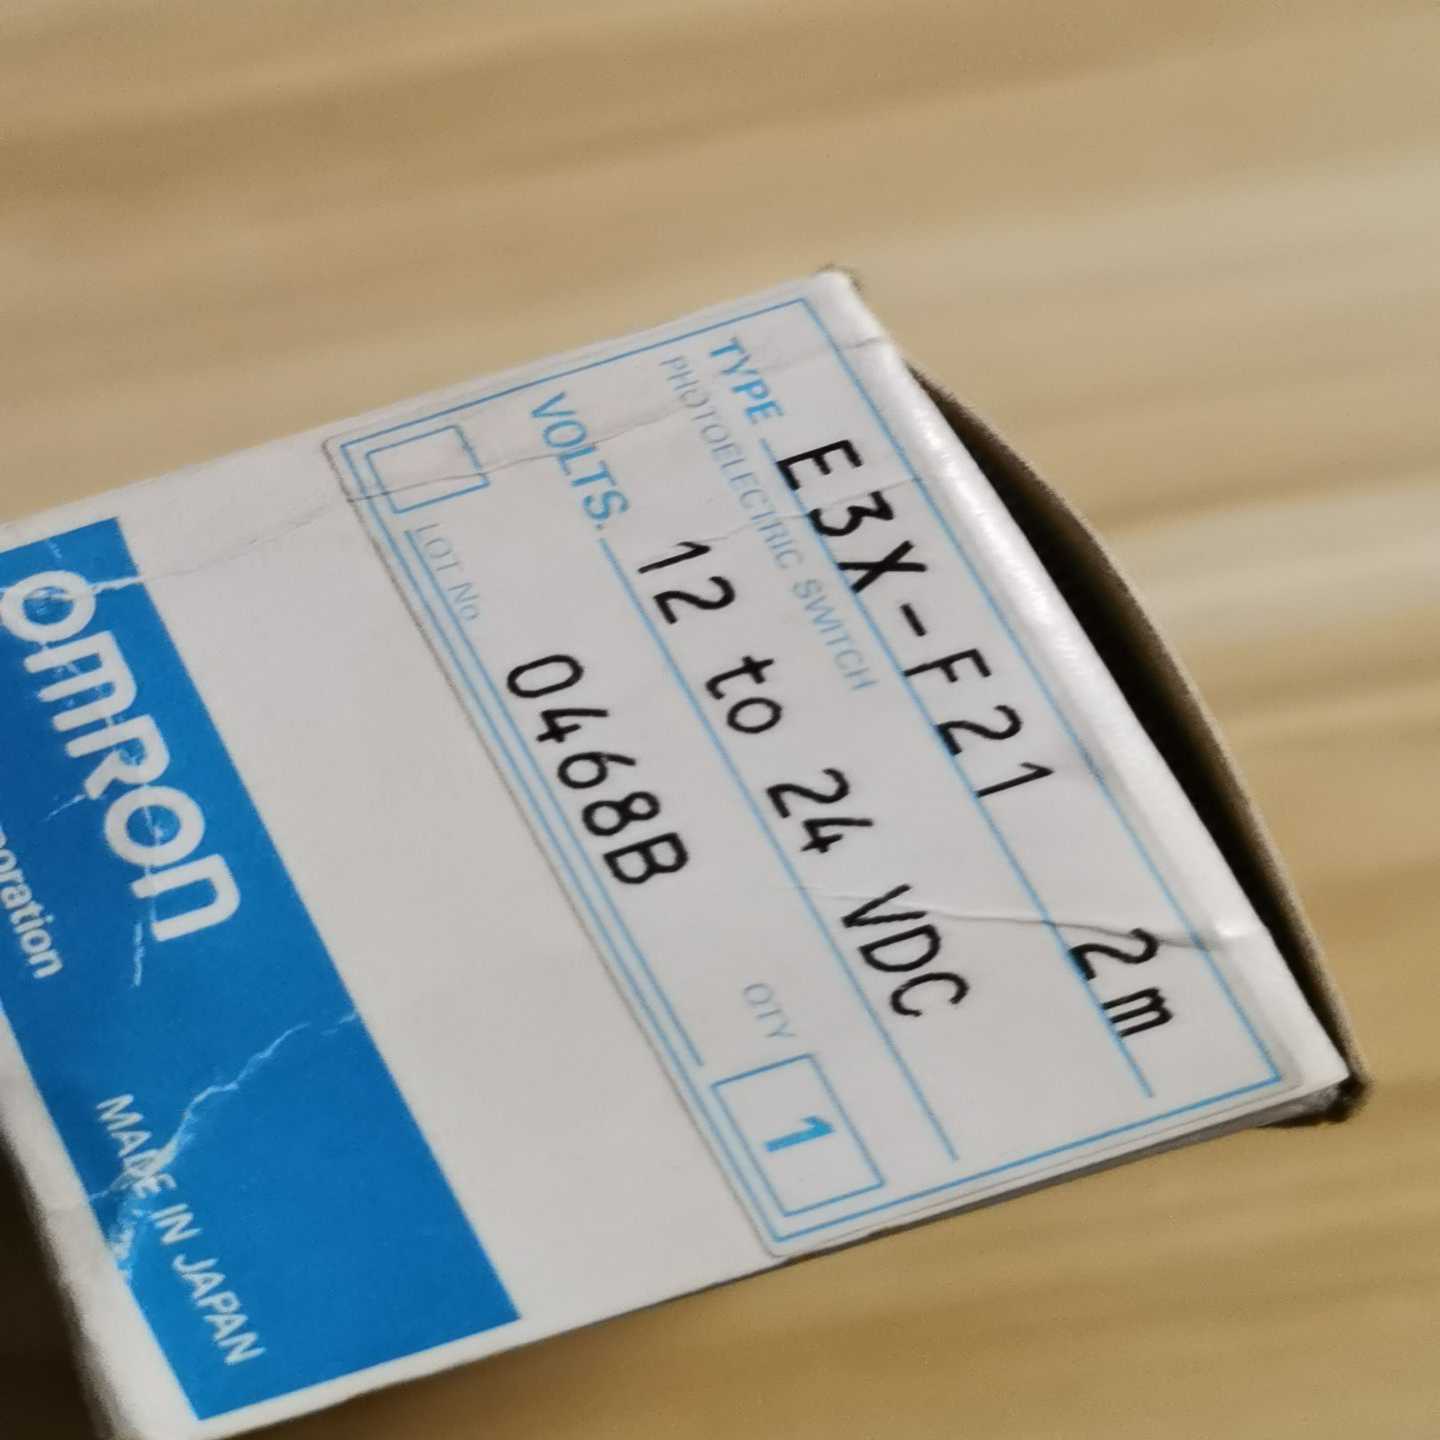 TYPE E3X-F21 2m
PHOTOELECTRIC SWITCH
VOLTS. 12 to 24 VDC
LOT No. 0468B QTY 1
OMRON
MADE IN JAPAN